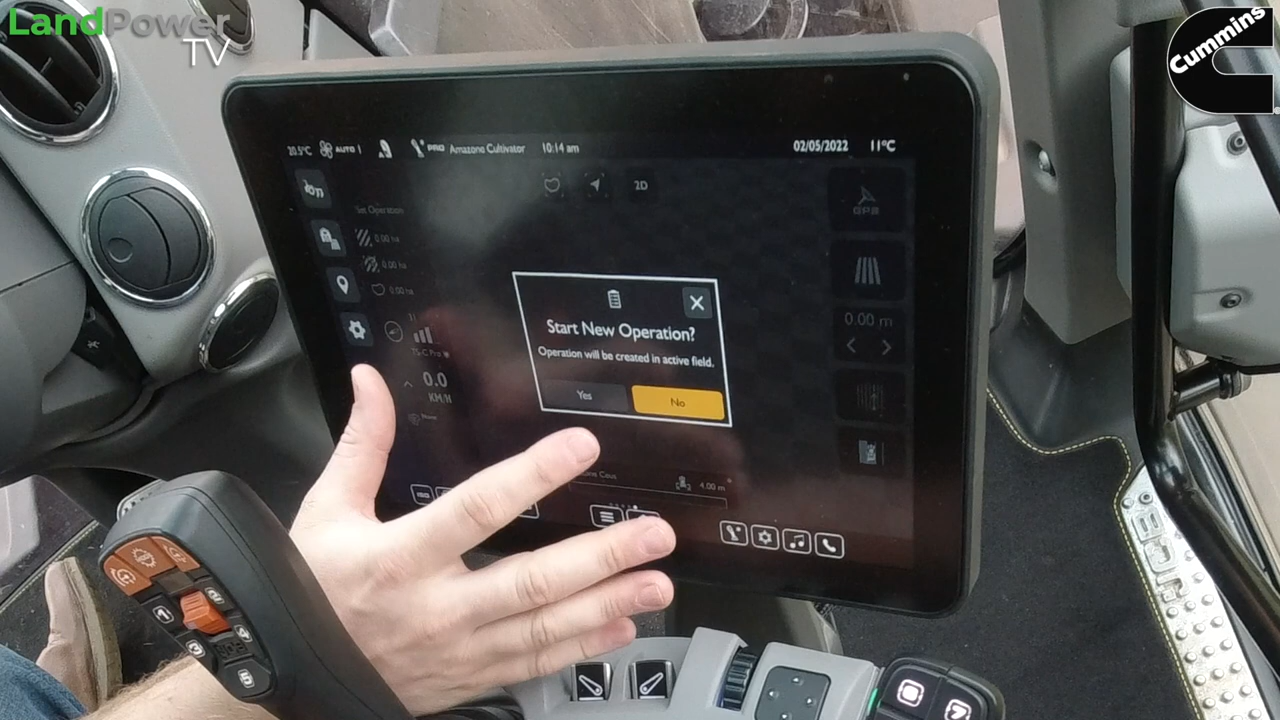 LandPower
TV
Cummins
20.5°C AUTO 1 PRO Amazone Cultivator 10:14 am 02/05/2022 11°C
2D
GPS
Set Operation
0.00 ha
0.00 ha
0.00 ha
0.00 m
Start New Operation?
Operation will be created in active field.
Yes No
0.0
KM/H
4.00 m
ISO